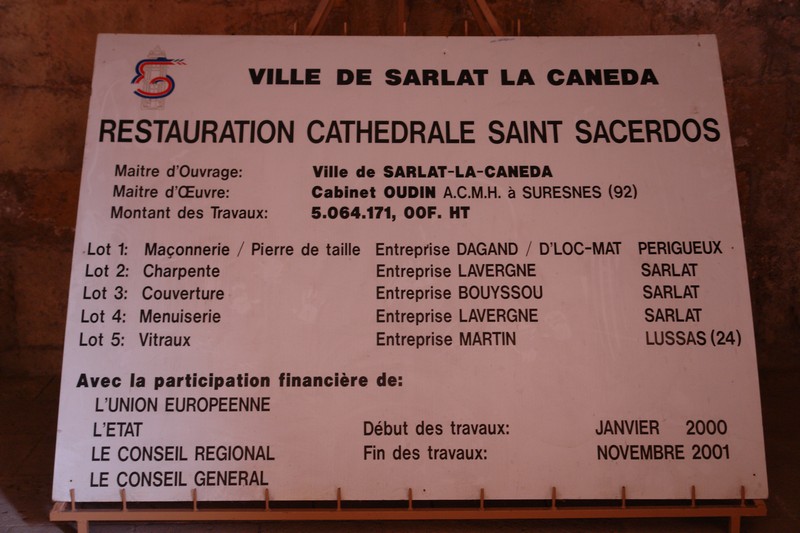 VILLE DE SARLAT LA CANEDA
RESTAURATION CATHEDRALE SAINT SACERDOS
Maitre d'Ouvrage: Ville de SARLAT-LA-CANEDA
Maitre d'Œuvre: Cabinet OUDIN A.C.M.H. à SURESNES (92)
Montant des Travaux: 5.064.171, 00F. HT
Lot 1: Maçonnerie / Pierre de taille Entreprise DAGAND / D'LOC-MAT PERIGUEUX
Lot 2: Charpente Entreprise LAVERGNE SARLAT
Lot 3: Couverture Entreprise BOUYSSOU SARLAT
Lot 4: Menuiserie Entreprise LAVERGNE SARLAT
Lot 5: Vitraux Entreprise MARTIN LUSSAS (24)
Avec la participation financière de:
L'UNION EUROPEENNE
L'ETAT Début des travaux: JANVIER 2000
LE CONSEIL REGIONAL Fin des travaux: NOVEMBRE 2001
LE CONSEIL GENERAL